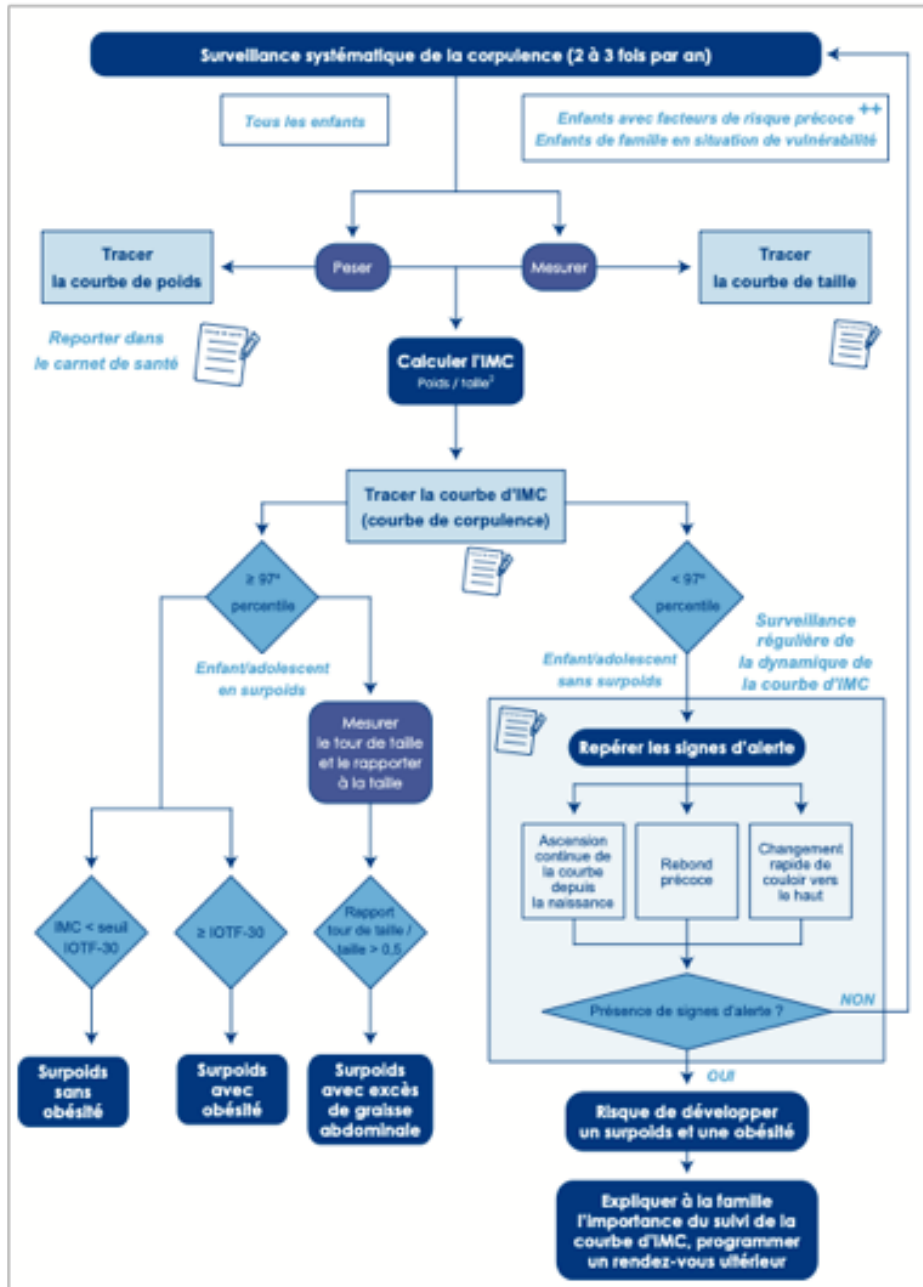 Surveillance systématique de la corpulence (2 à 3 fois par an)
Tous les enfants
Enfants avec facteurs de risque précoce ++
Enfants de famille en situation de vulnérabilité
Tracer
la courbe de poids
Peser
Mesurer
Tracer
la courbe de taille
Reporter dans
le carnet de santé
Calculer l'IMC
Poids / taille²
Tracer la courbe d'IMC
(courbe de corpulence)
≥ 97e
percentile
< 97e
percentile
Enfant/adolescent
en surpoids
Enfant/adolescent
sans surpoids
Surveillance
régulière de
la dynamique de
la courbe d'IMC
Mesurer
le tour de taille
et le rapporter
à la taille
Repérer les signes d'alerte
Ascension
continue de
la courbe
depuis
la naissance
Rebond
précoce
Changement
rapide de
couloir vers
le haut
IMC < seuil
IOTF-30
≥ IOTF-30
Rapport
tour de taille /
taille > 0,5
Présence de signes d'alerte ?
NON
OUI
Surpoids
sans
obésité
Surpoids
avec
obésité
Surpoids
avec excès
de graisse
abdominale
Risque de développer
un surpoids et une obésité
Expliquer à la famille
l'importance du suivi de la
courbe d'IMC, programmer
un rendez-vous ultérieur